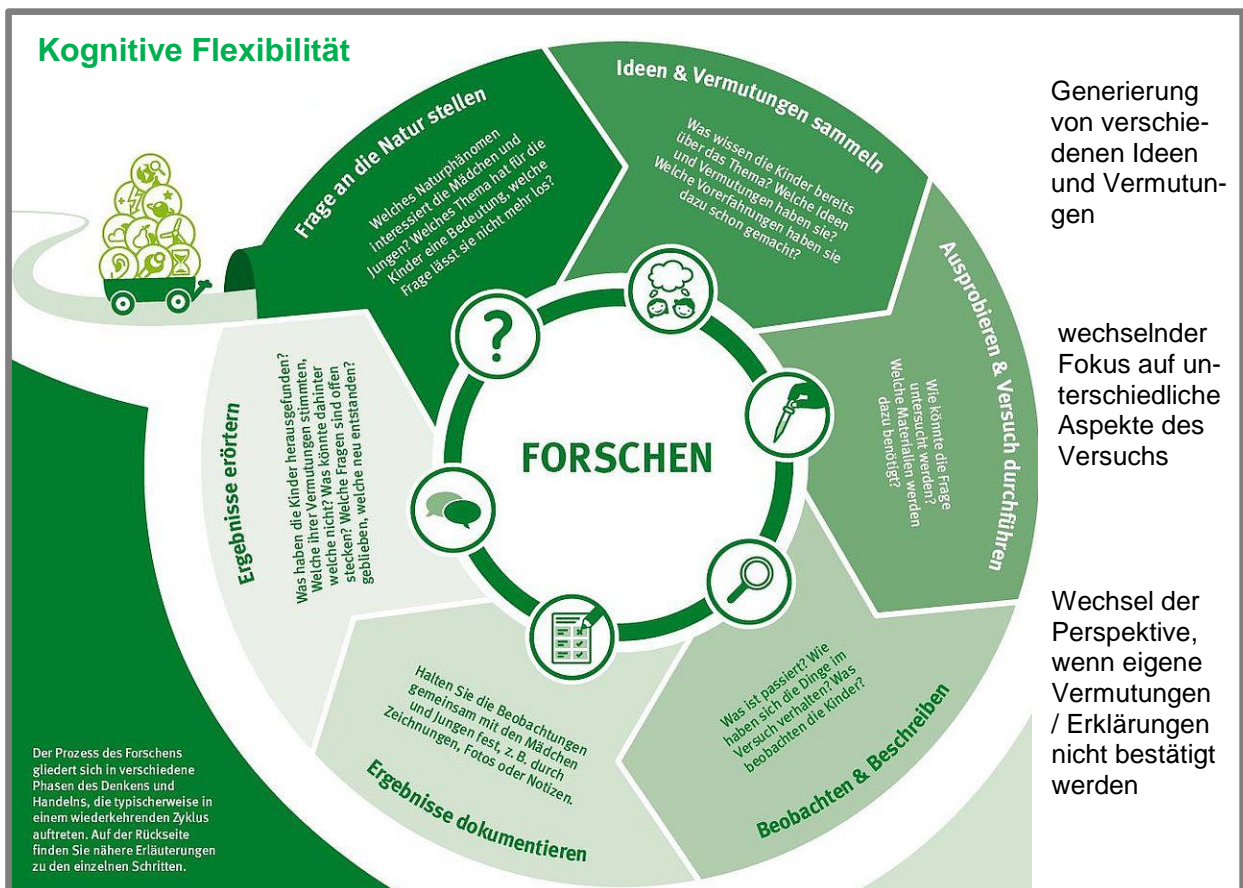 Kognitive Flexibilität
Frage an die Natur stellen
Welches Naturphänomen
interessiert die Mädchen und
Jungen? Welches Thema hat für die
Kinder eine Bedeutung, welche
Frage lässt sie nicht mehr los?
Ideen & Vermutungen sammeln
Was wissen die Kinder bereits
über das Thema? Welche Ideen
und Vermutungen haben sie?
Welche Vorerfahrungen haben sie
dazu schon gemacht?
Ausprobieren & Versuch durchführen
Wie könnte die Frage
untersucht werden?
Welche Materialien werden
dazu benötigt?
Beobachten & Beschreiben
Was ist passiert? Wie
haben sich die Dinge im
Versuch verhalten? Was
beobachten die Kinder?
Ergebnisse dokumentieren
Halten Sie die Beobachtungen
gemeinsam mit den Mädchen
und Jungen fest, z. B. durch
Zeichnungen, Fotos oder Notizen.
Ergebnisse erörtern
Was haben die Kinder herausgefunden?
Welche ihrer Vermutungen stimmten,
welche nicht? Was könnte dahinter
stecken? Welche Fragen sind offen
geblieben, welche neu entstanden?
?
FORSCHEN
Der Prozess des Forschens
gliedert sich in verschiedene
Phasen des Denkens und
Handelns, die typischerweise in
einem wiederkehrenden Zyklus
auftreten. Auf der Rückseite
finden Sie nähere Erläuterungen
zu den einzelnen Schritten.
Generierung
von verschie-
denen Ideen
und Vermutun-
gen
wechselnder
Fokus auf un-
terschiedliche
Aspekte des
Versuchs
Wechsel der
Perspektive,
wenn eigene
Vermutungen
/ Erklärungen
nicht bestätigt
werden